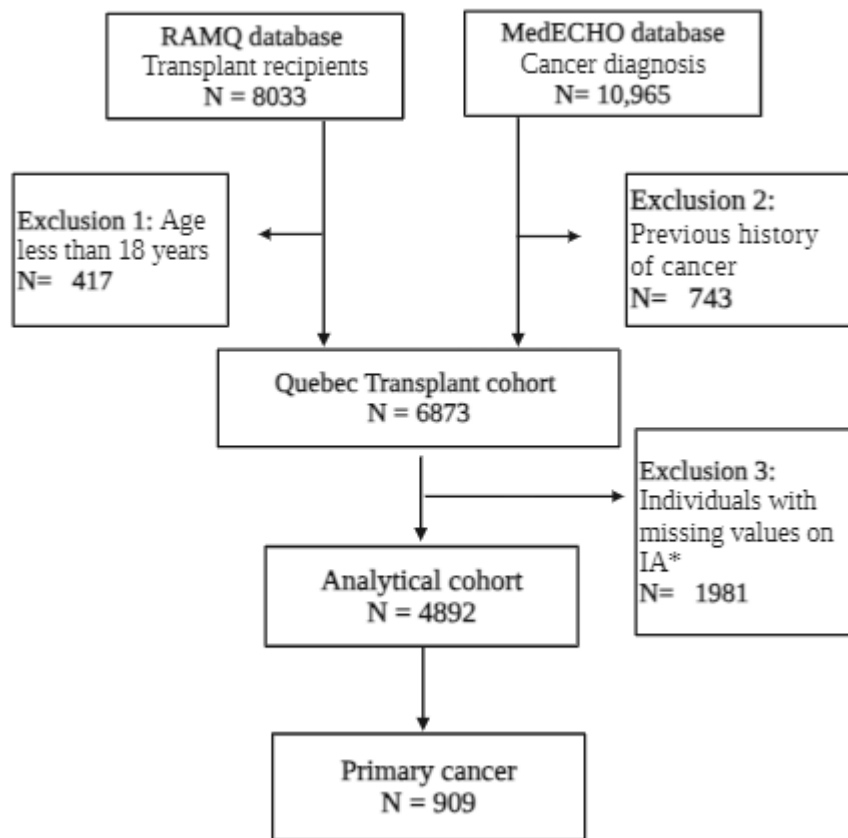 RAMQ database
Transplant recipients
N = 8033
MedECHO database
Cancer diagnosis
N= 10,965
Exclusion 1: Age
less than 18 years
N= 417
Exclusion 2:
Previous history
of cancer
N= 743
Quebec Transplant cohort
N = 6873
Exclusion 3:
Individuals with
missing values on
IA*
N= 1981
Analytical cohort
N = 4892
Primary cancer
N = 909